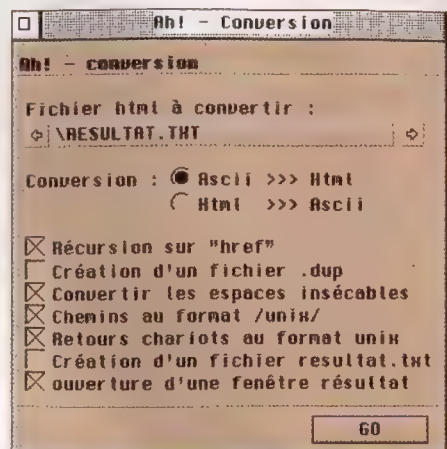 Ah! - Conversion
Ah! - conversion
Fichier html à convertir :
\RESULTAT.TXT
Conversion : Ascii >>> Html
Html >>> Ascii
Récursion sur "href"
Création d'un fichier .dup
Convertir les espaces insécables
Chemins au format /unix/
Retours chariots au format unix
Création d'un fichier resultat.txt
ouverture d'une fenêtre résultat
GO